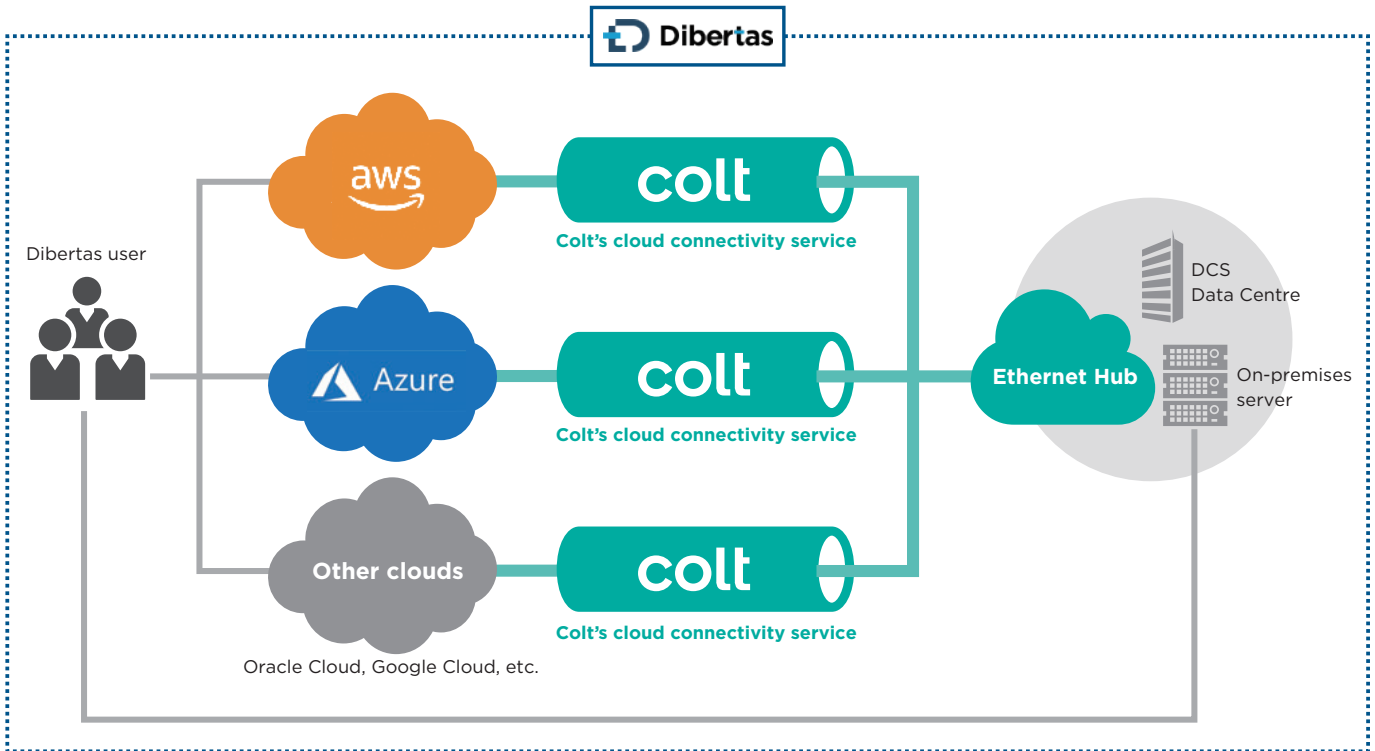 Dibertas
Dibertas user
aws
colt
Colt's cloud connectivity service
Azure
colt
Colt's cloud connectivity service
Other clouds
Oracle Cloud, Google Cloud, etc.
colt
Colt's cloud connectivity service
Ethernet Hub
DCS
Data Centre
On-premises
server